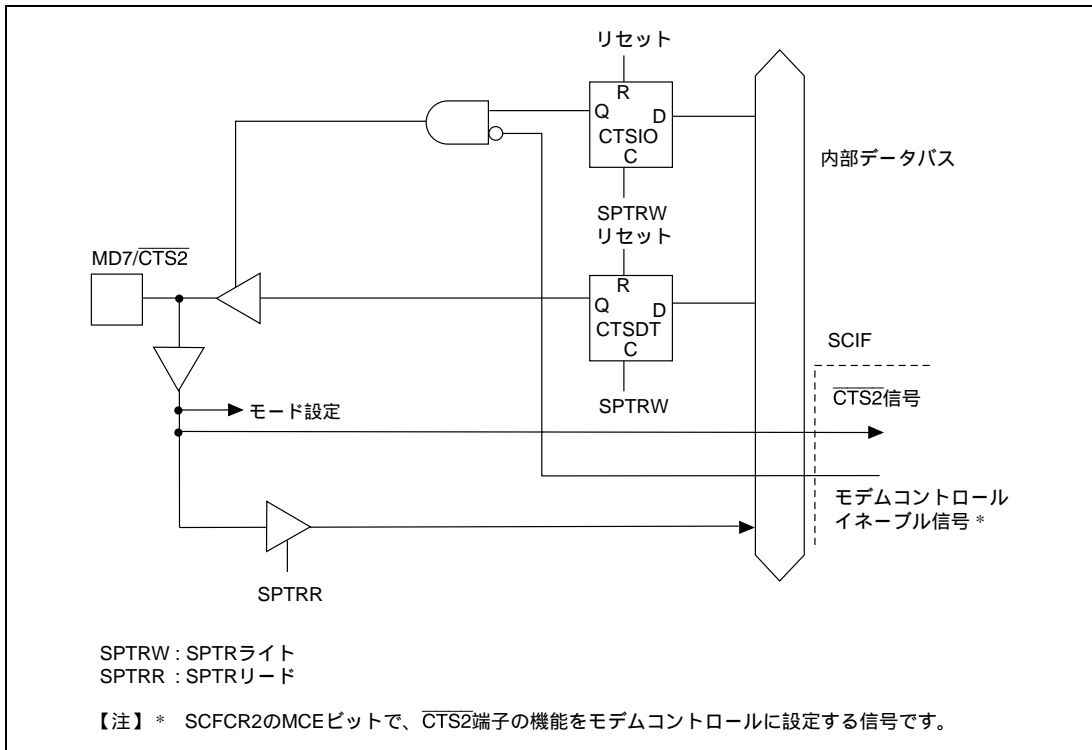 リセット
R
Q
D
CTSIO
C
SPTRW
内部データバス
リセット
MD7/CTS2
R
Q
D
CTSDT
C
SPTRW
SCIF
CTS2信号
モード設定
モデムコントロール
イネーブル信号 *
SPTRR
SPTRW : SPTRライト
SPTRR : SPTRリード
【注】 * SCFCR2のMCEビットで、CTS2端子の機能をモデムコントロールに設定する信号です。